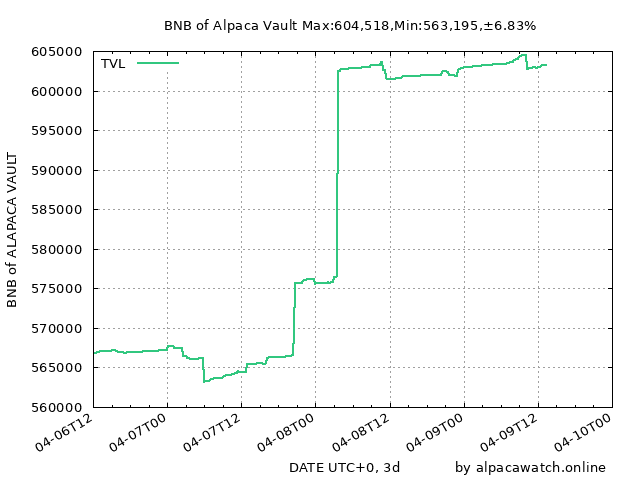 BNB of Alpaca Vault Max:604,518,Min:563,195,±6.83%
TVL
605000
600000
595000
590000
585000
580000
575000
570000
565000
560000
BNB of ALAPACA VAULT
04-06T12
04-07T00
04-07T12
04-08T00
04-08T12
04-09T00
04-09T12
04-10T00
DATE UTC+0, 3d
by alpacawatch.online